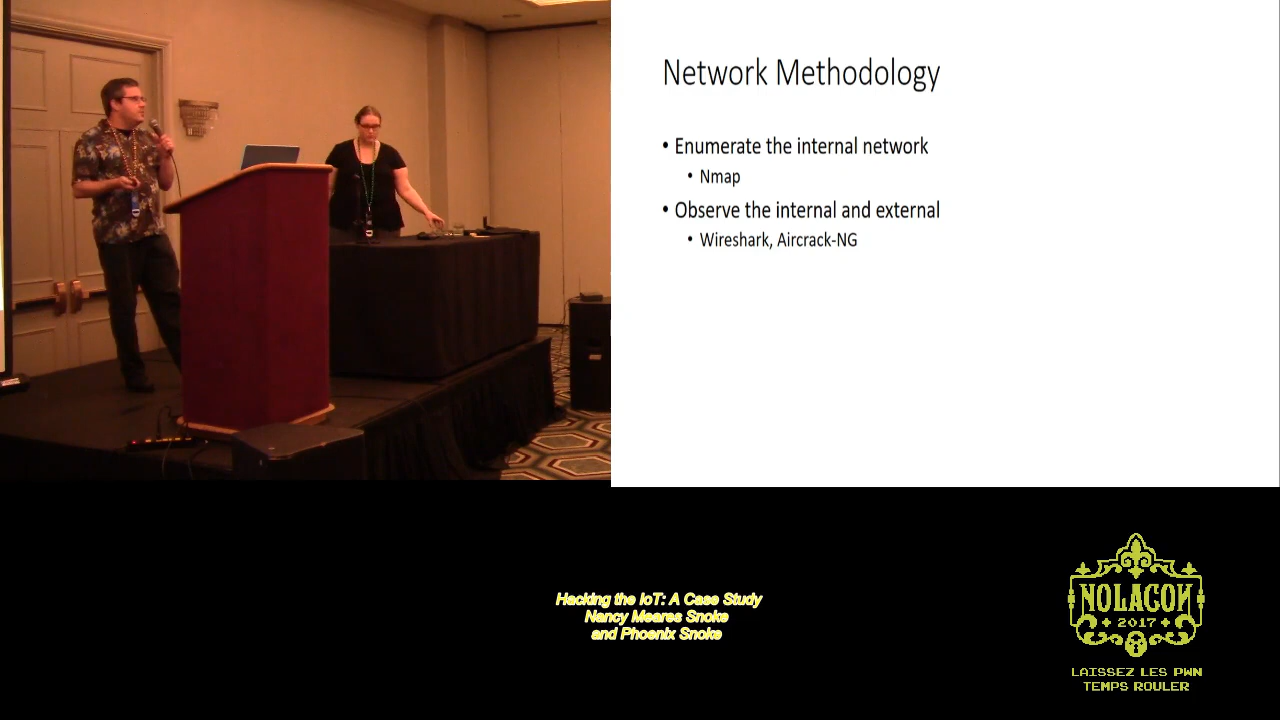 Network Methodology
• Enumerate the internal network
• Nmap
• Observe the internal and external
• Wireshark, Aircrack-NG
Hacking the IoT: A Case Study
Nancy Meares Snoke
and Phoenix Snoke
NOLACON
2017
LAISSEZ LES PWN
TEMPS ROULER